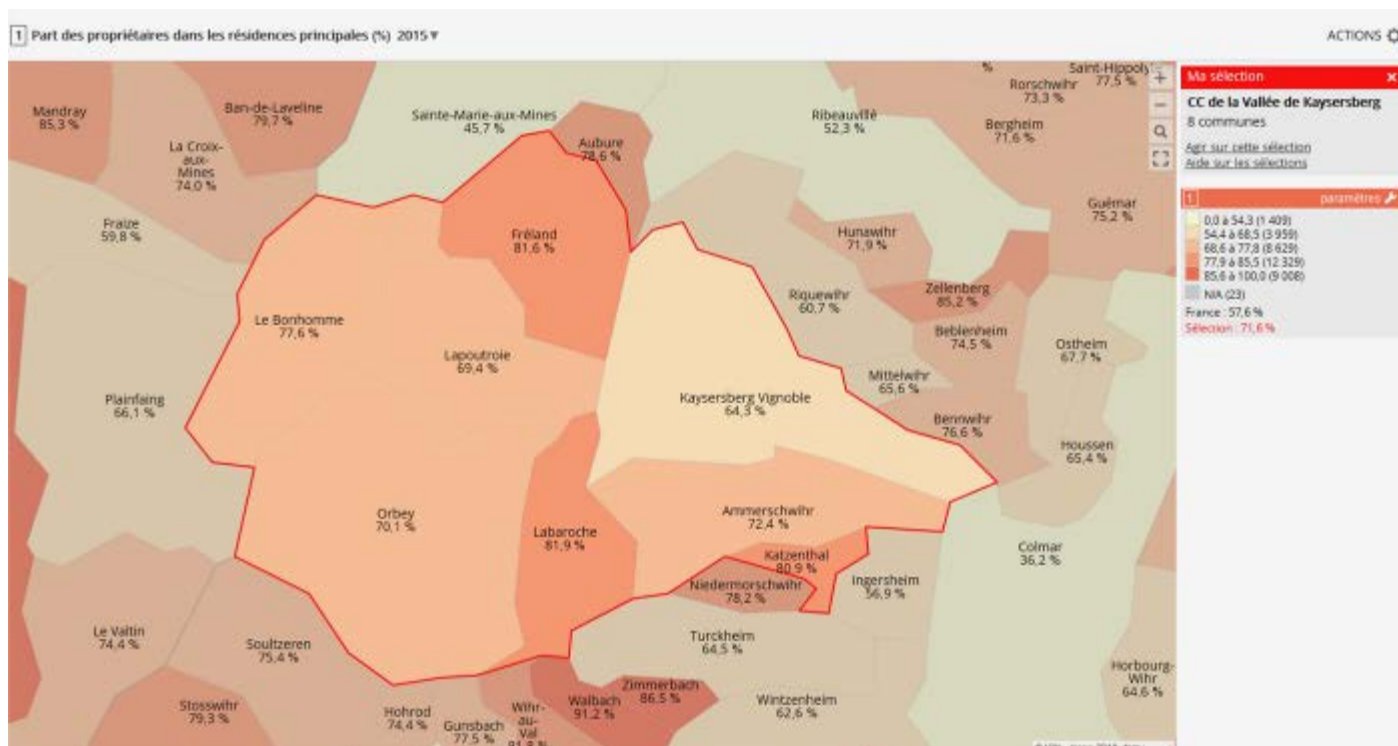 1 Part des propriétaires dans les résidences principales (%) 2015
ACTIONS
Mandray
85,3 %
Ban-de-Laveline
79,7 %
La Croix-
aux-
Mines
74,0 %
Sainte-Marie-aux-Mines
45,7 %
Aubure
78,6 %
Ribeauvillé
52,3 %
%
Saint-Hippolyte
77,5 %
Rorschwihr
73,3 %
Bergheim
71,6 %
Guémar
75,2 %
Fraize
59,8 %
Fréland
81,6 %
Hunawihr
71,9 %
Riquewihr
60,7 %
Zellenberg
85,2 %
Le Bonhomme
77,6 %
Lapoutroie
69,4 %
Beblenheim
74,5 %
Ostheim
67,7 %
Mittelwihr
65,6 %
Plainfaing
66,1 %
Kaysersberg Vignoble
64,3 %
Bennwihr
76,6 %
Houssen
65,4 %
Orbey
70,1 %
Labaroche
81,9 %
Ammerschwihr
72,4 %
Katzenthal
80,9 %
Colmar
36,2 %
Niedermorschwihr
78,2 %
Ingersheim
56,9 %
Le Valtin
74,4 %
Soultzeren
75,4 %
Turckheim
64,5 %
Horbourg-
Wihr
64,6 %
Stosswihr
79,3 %
Hohrod
74,4 %
Gunsbach
77,5 %
Wihr-
au-
Val
91,8 %
Walbach
91,2 %
Zimmerbach
86,5 %
Wintzenheim
62,6 %
Ma sélection
CC de la Vallée de Kaysersberg
8 communes
Agir sur cette sélection
Aide sur les sélections
1 paramètres
0,0 à 54,3 (1 409)
54,4 à 68,5 (3 959)
68,6 à 77,8 (8 629)
77,9 à 85,5 (12 329)
85,6 à 100,0 (9 008)
N/A (23)
France : 57,6 %
Sélection : 71,6 %